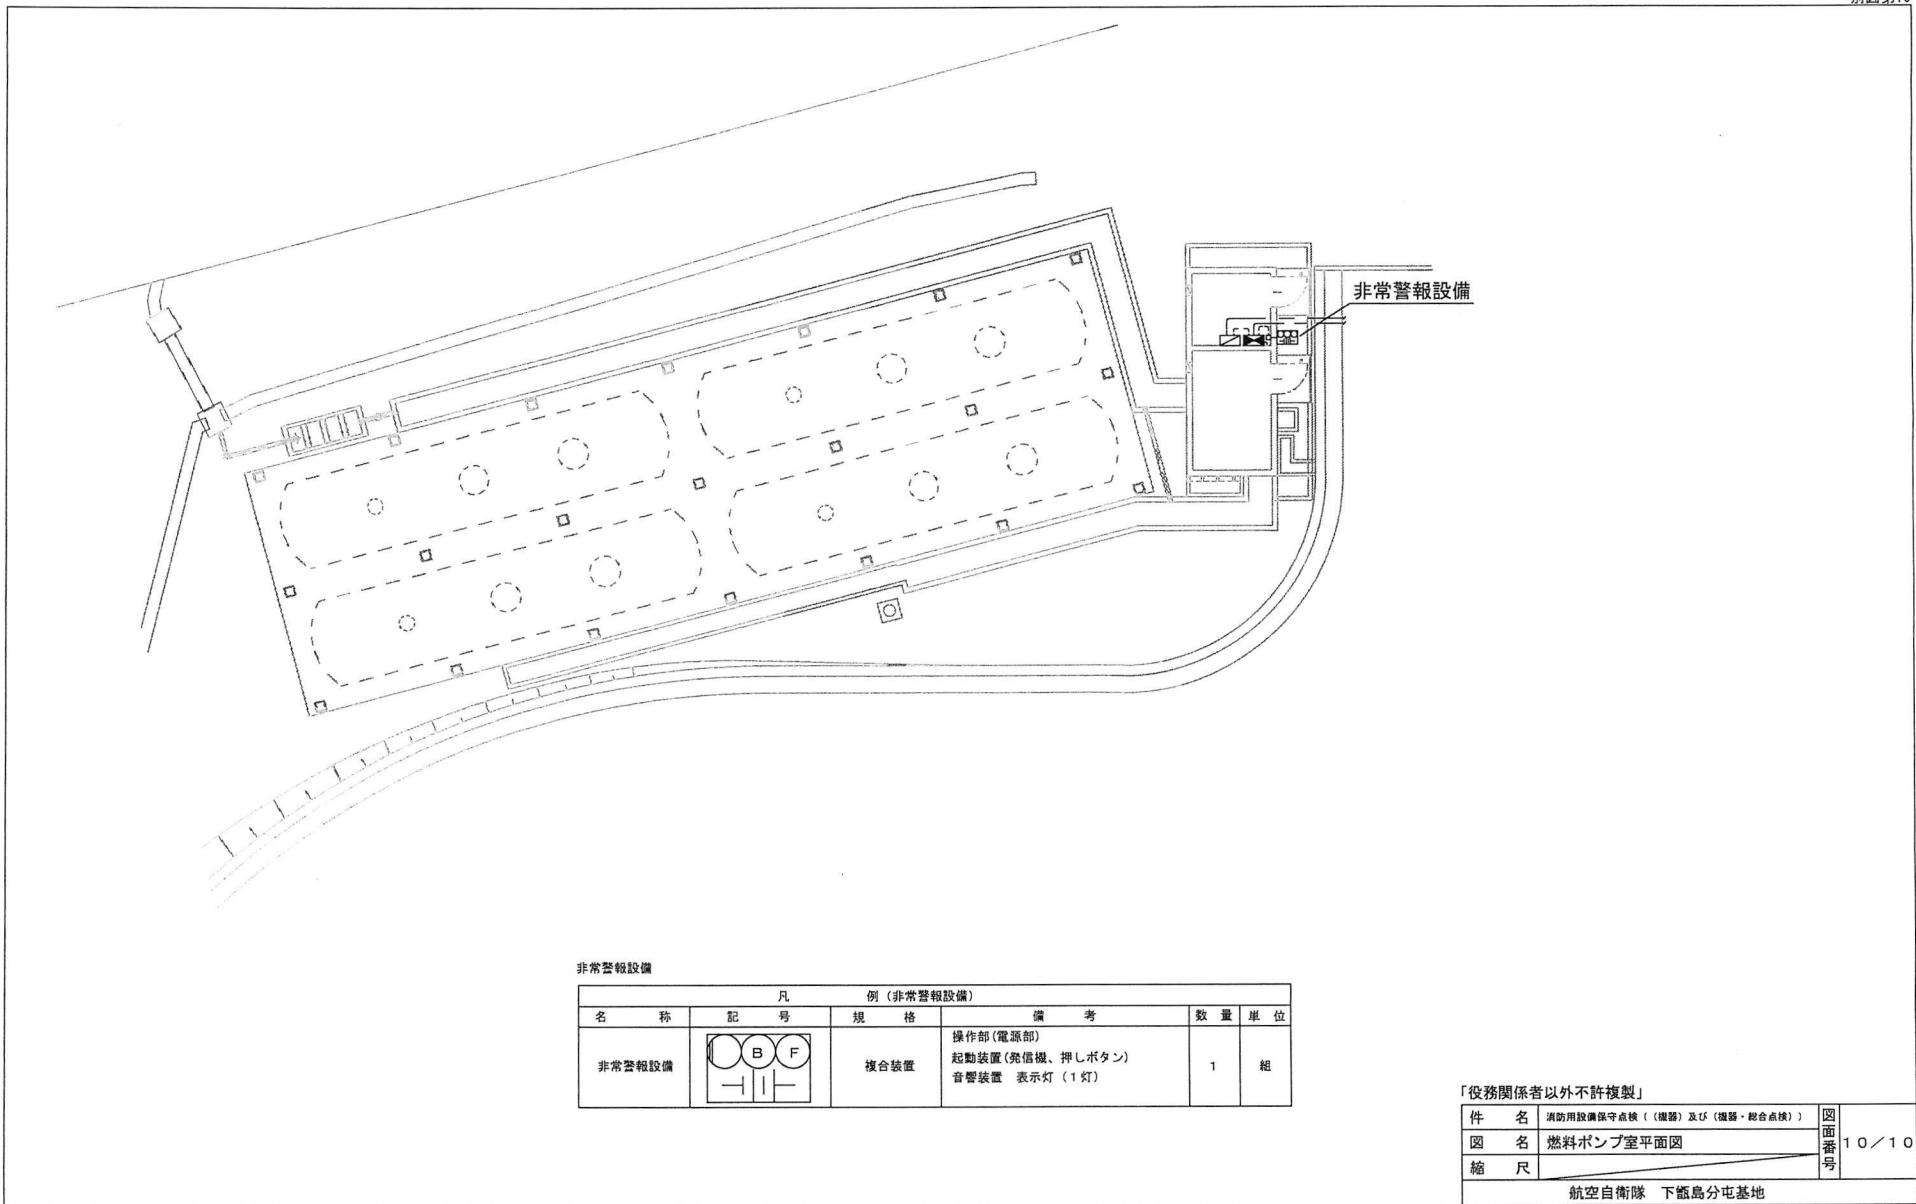 非常警報設備
非常警報設備
凡 例 (非常警報設備)
名 称 記 号 規 格 備 考 数 量 単 位
非常警報設備 B F 複合装置 操作部(電源部) 1 組
起動装置(発信機、押しボタン)
音響装置 表示灯(1灯)
「役務関係者以外不許複製」
件 名 消防用設備保守点検((機器)及び(機器・総合点検)) 図面番号 10/10
図 名 燃料ポンプ室平面図
縮 尺
航空自衛隊 下甑島分屯基地